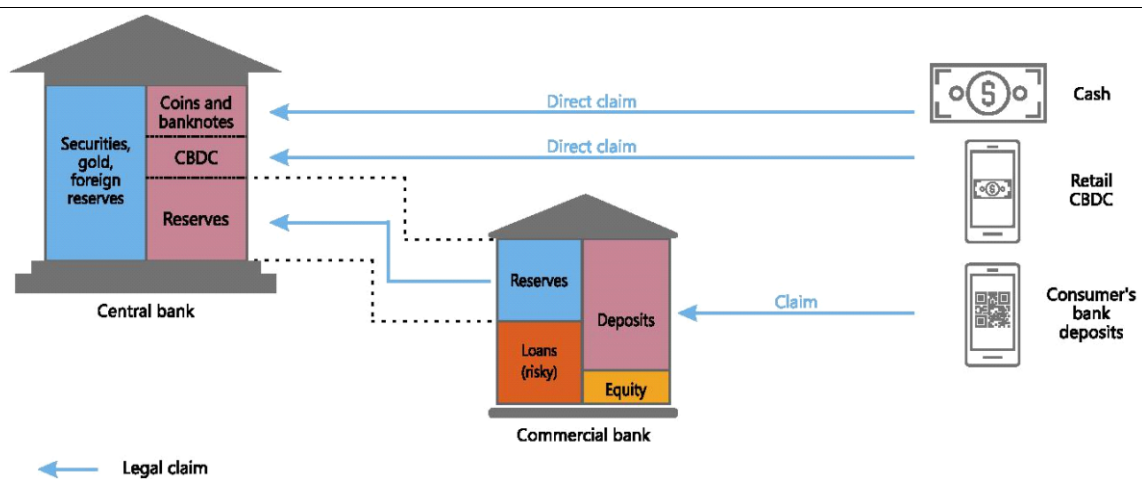 Coins and
banknotes
Direct claim
Cash
Securities,
gold,
foreign
reserves
CBDC
Direct claim
Retail
CBDC
Reserves
Central bank
Reserves
Deposits
Claim
Consumer's
bank
deposits
Loans
(risky)
Equity
Commercial bank
Legal claim
$
$